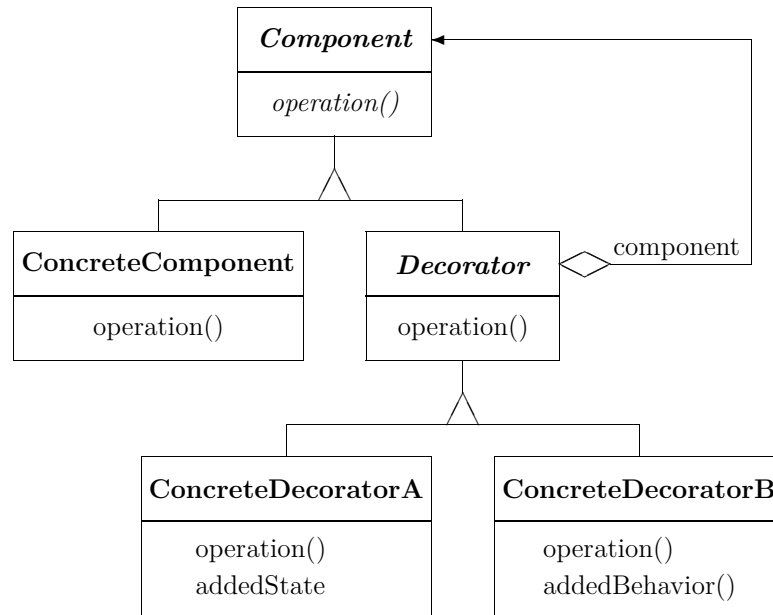 Component
operation()
component
ConcreteComponent
operation()
Decorator
operation()
ConcreteDecoratorA
operation()
addedState
ConcreteDecoratorB
operation()
addedBehavior()